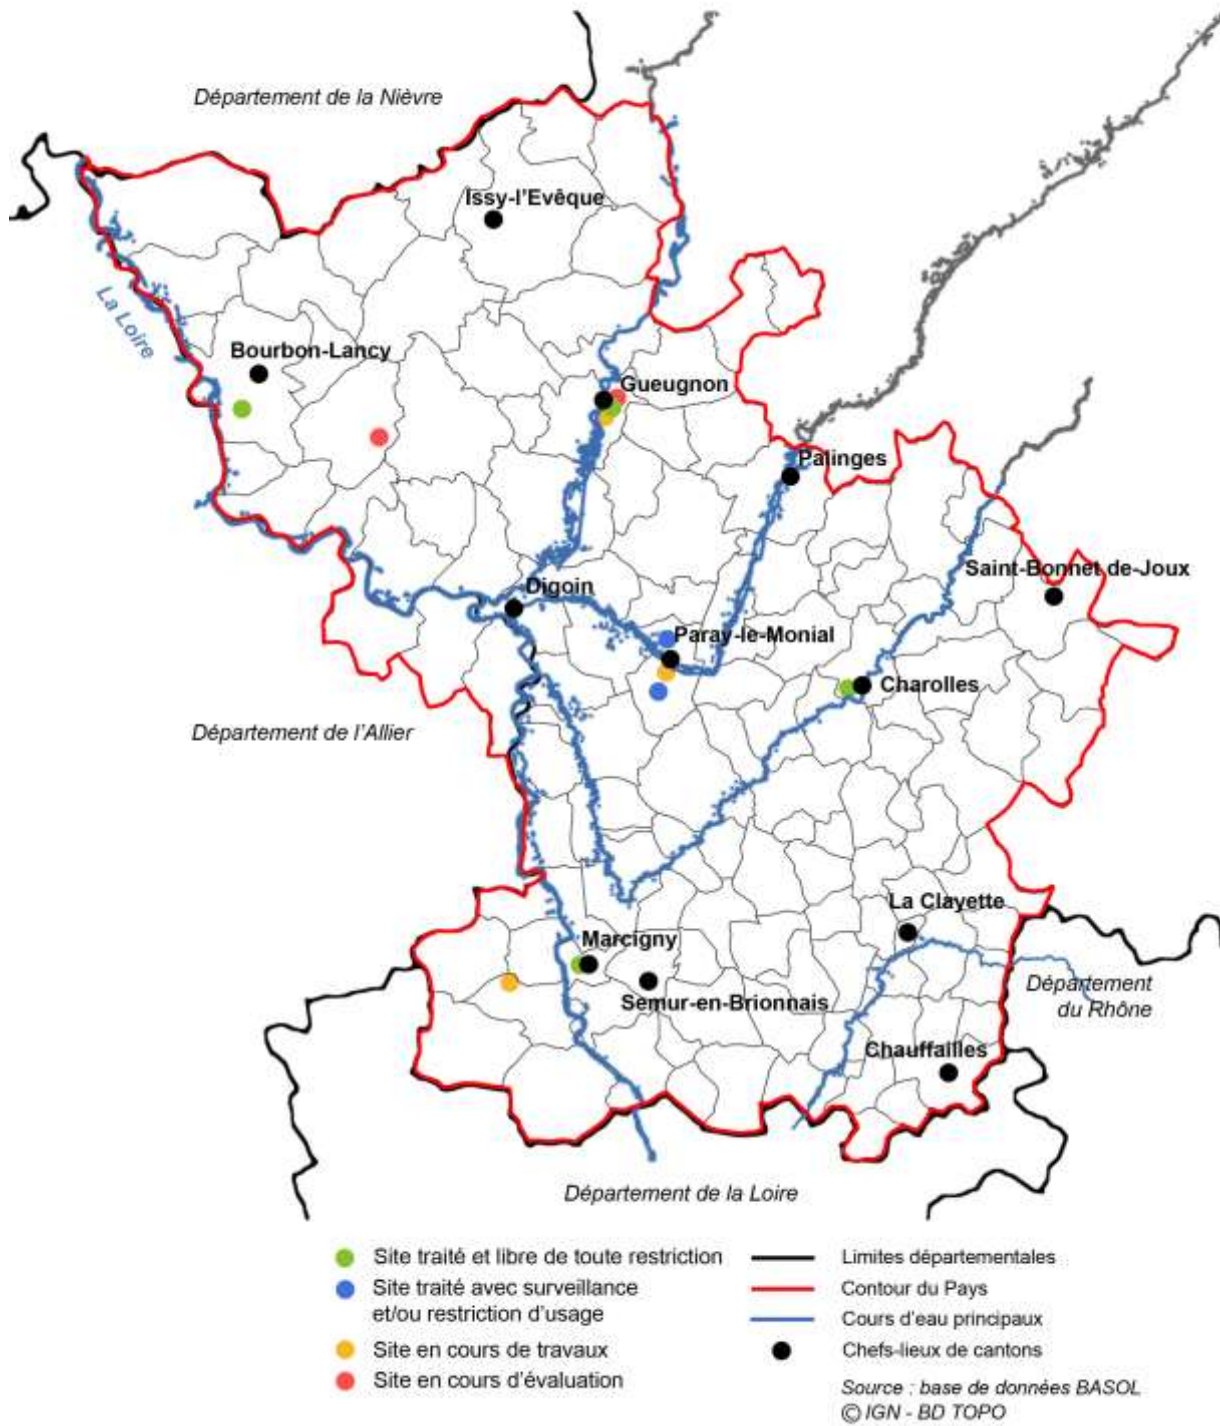 Département de la Nièvre
Issy-l'Evêque
La Loire
Bourbon-Lancy
Gueugnon
Palinges
Saint-Bonnet-de-Joux
Digoin
Paray-le-Monial
Charolles
Département de l'Allier
La Clayette
Marcigny
Semur-en-Brionnais
Département
du Rhône
Chauffailles
Département de la Loire
Site traité et libre de toute restriction
Site traité avec surveillance
et/ou restriction d'usage
Site en cours de travaux
Site en cours d'évaluation
Limites départementales
Contour du Pays
Cours d'eau principaux
Chefs-lieux de cantons
Source : base de données BASOL
© IGN - BD TOPO